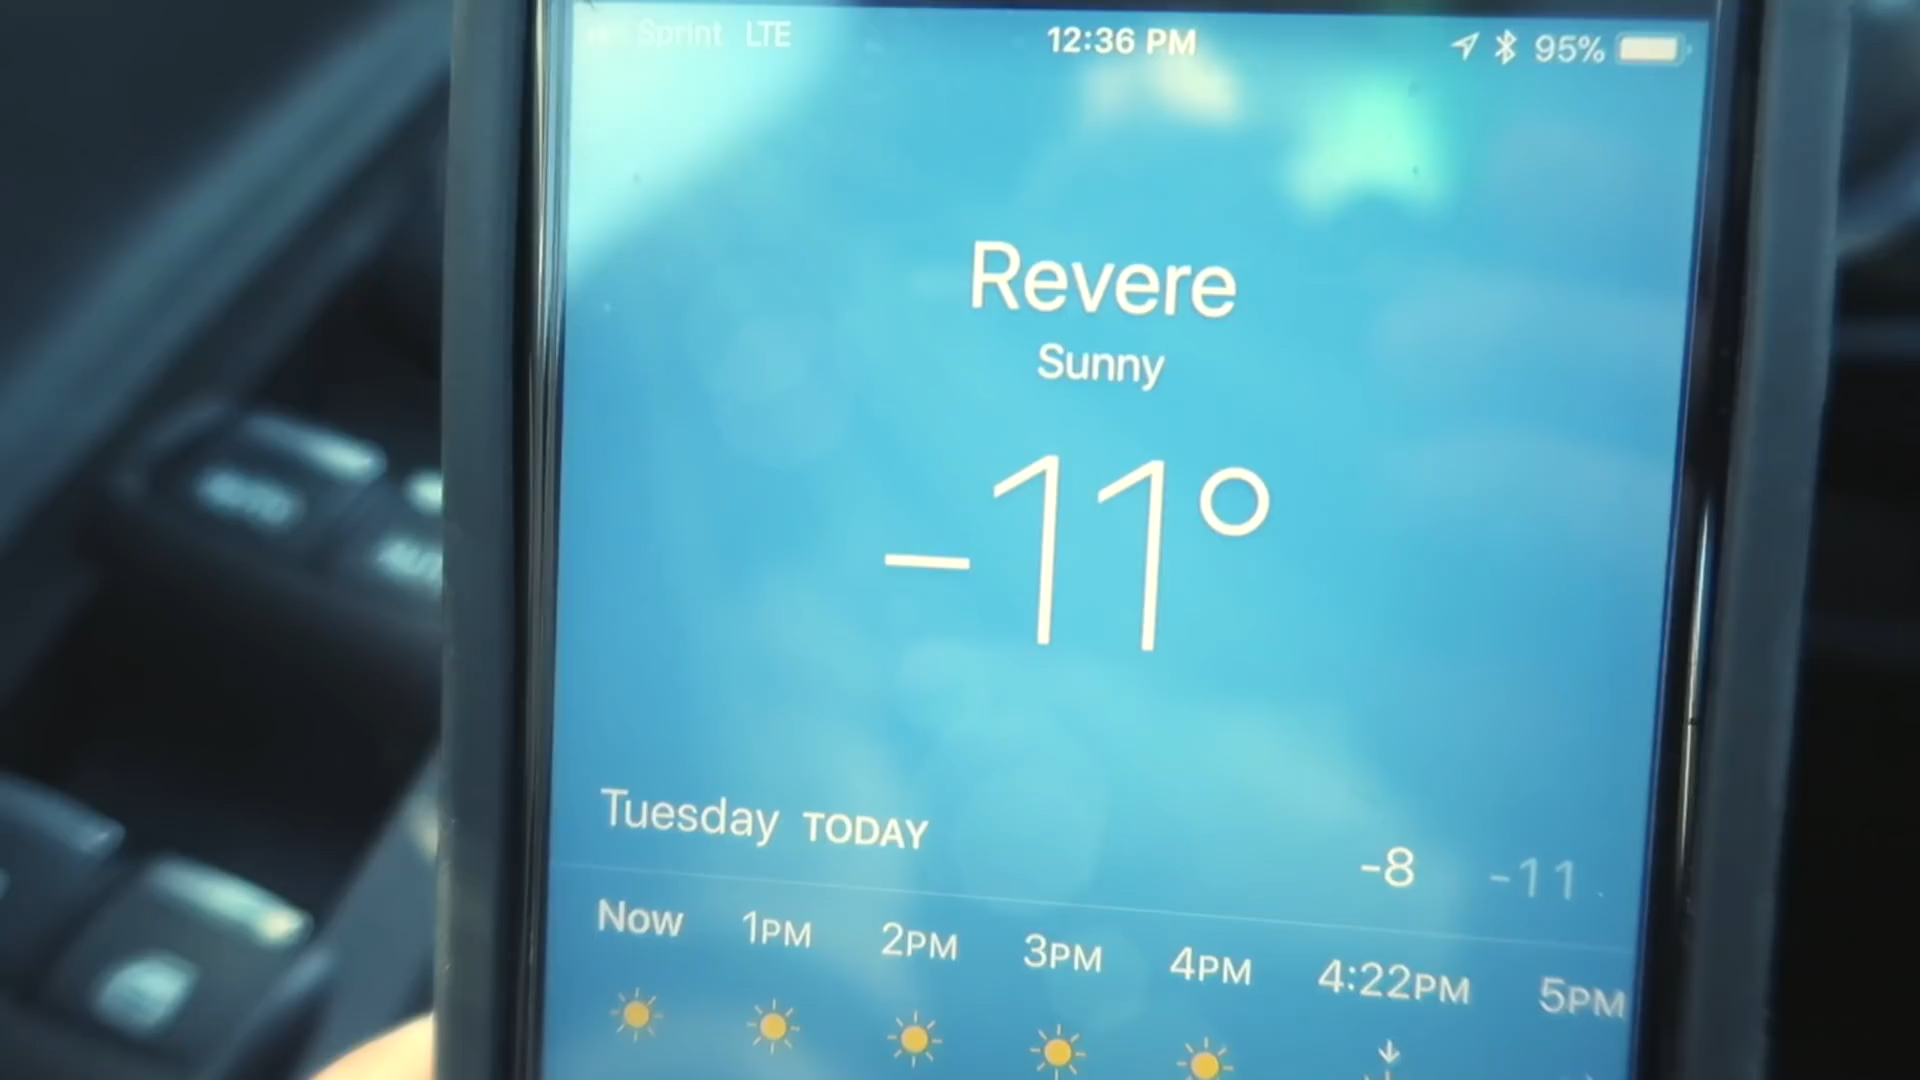 Sprint LTE 12:36 PM 95%
Revere
Sunny
-11°
Tuesday TODAY -8 -11
Now 1PM 2PM 3PM 4PM 4:22PM 5PM
AUTO